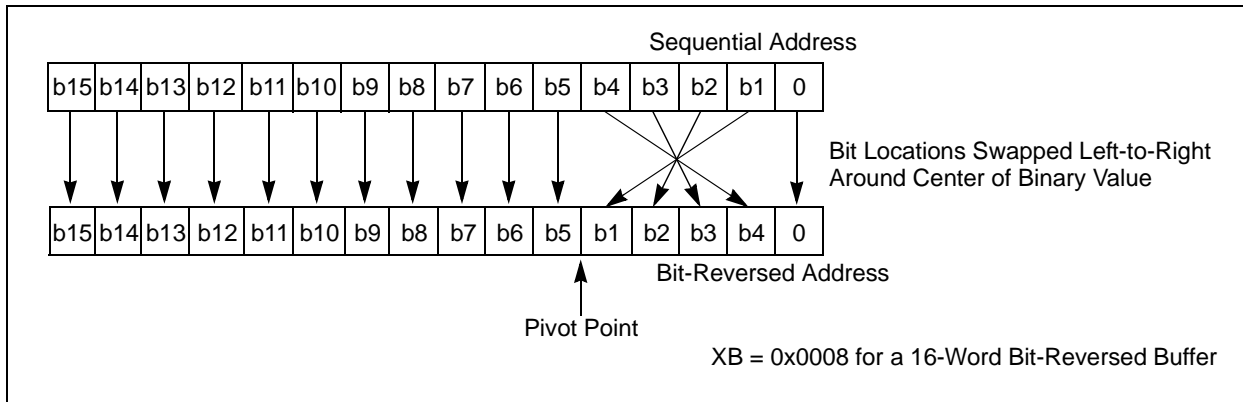 Sequential Address
b15 b14 b13 b12 b11 b10 b9 b8 b7 b6 b5 b4 b3 b2 b1 0
Bit Locations Swapped Left-to-Right
Around Center of Binary Value
b15 b14 b13 b12 b11 b10 b9 b8 b7 b6 b5 b1 b2 b3 b4 0
Bit-Reversed Address
Pivot Point
XB = 0x0008 for a 16-Word Bit-Reversed Buffer